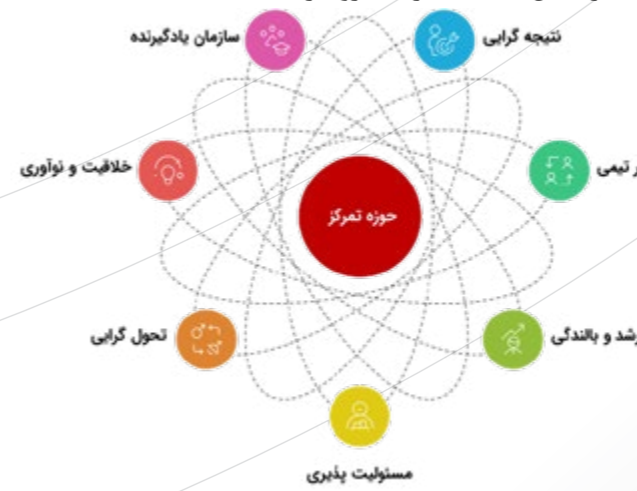 نتیجه گرایی
سازمان یادگیرنده
ر تیمی
خلاقیت و نوآوری
حوزه تمرکز
رشد و بالندگی
تحول گرایی
مسئولیت پذیری